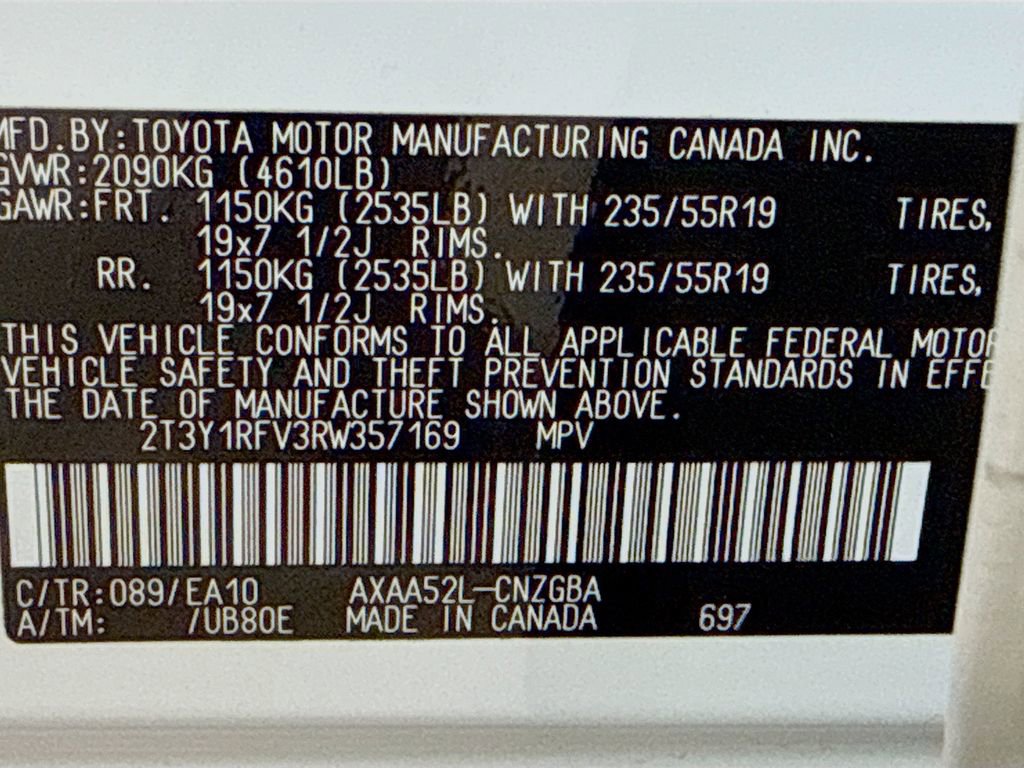 MFD.BY:TOYOTA MOTOR MANUFACTURING CANADA INC.
GVWR:2090KG (4610LB)
GAWR:FRT. 1150KG (2535LB) WITH 235/55R19 TIRES,
19x7 1/2J RIMS.
RR. 1150KG (2535LB) WITH 235/55R19 TIRES,
19x7 1/2J RIMS.
THIS VEHICLE CONFORMS TO ALL APPLICABLE FEDERAL MOTOR
VEHICLE SAFETY AND THEFT PREVENTION STANDARDS IN EFFE
THE DATE OF MANUFACTURE SHOWN ABOVE.
2T3Y1RFV3RW357169 MPV
C/TR:089/EA10 AXAA52L-CNZGBA
A/TM: /UB80E MADE IN CANADA 697